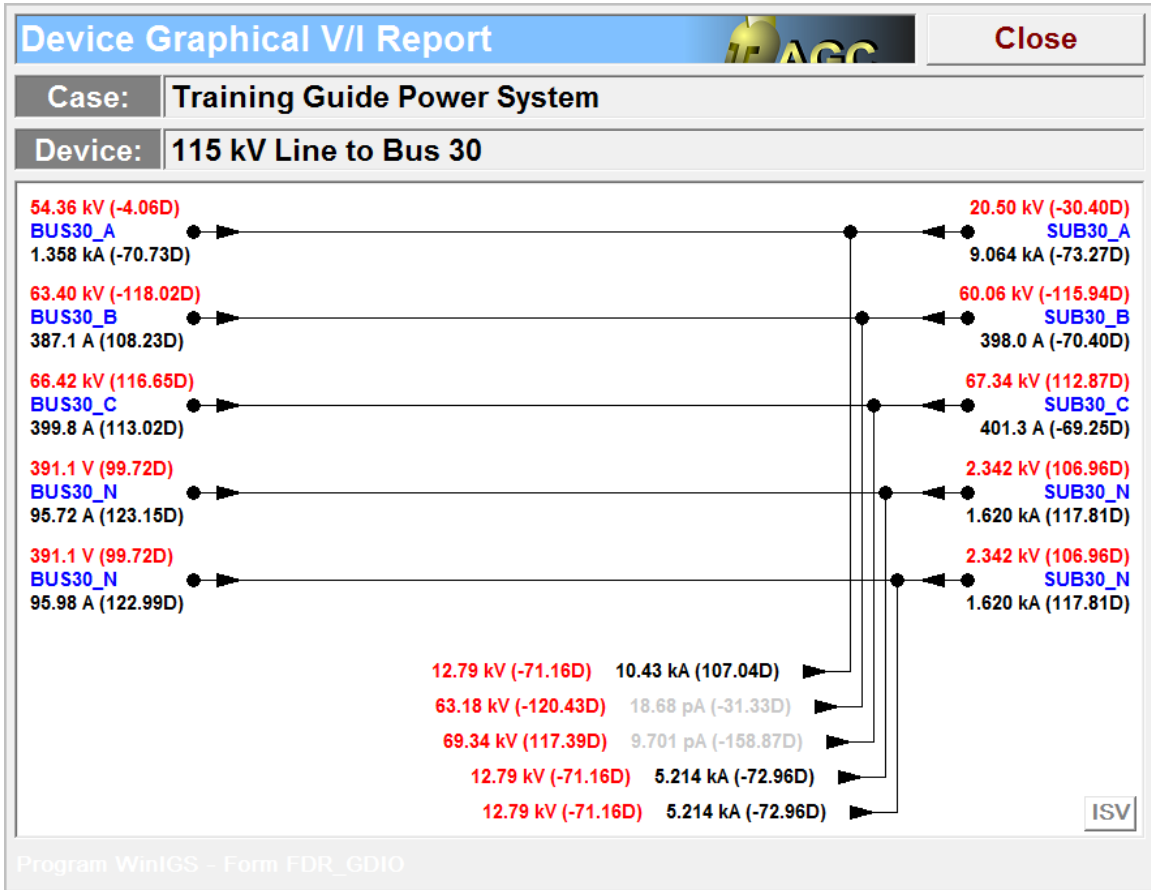 Device Graphical V/I Report
AGC
Close
Case: Training Guide Power System
Device: 115 kV Line to Bus 30
54.36 kV (-4.06D)
BUS30_A
1.358 kA (-70.73D)
20.50 kV (-30.40D)
SUB30_A
9.064 kA (-73.27D)
63.40 kV (-118.02D)
BUS30_B
387.1 A (108.23D)
60.06 kV (-115.94D)
SUB30_B
398.0 A (-70.40D)
66.42 kV (116.65D)
BUS30_C
399.8 A (113.02D)
67.34 kV (112.87D)
SUB30_C
401.3 A (-69.25D)
391.1 V (99.72D)
BUS30_N
95.72 A (123.15D)
2.342 kV (106.96D)
SUB30_N
1.620 kA (117.81D)
391.1 V (99.72D)
BUS30_N
95.98 A (122.99D)
2.342 kV (106.96D)
SUB30_N
1.620 kA (117.81D)
12.79 kV (-71.16D) 10.43 kA (107.04D)
63.18 kV (-120.43D) 18.68 pA (-31.33D)
69.34 kV (117.39D) 9.701 pA (-158.87D)
12.79 kV (-71.16D) 5.214 kA (-72.96D)
12.79 kV (-71.16D) 5.214 kA (-72.96D)
ISV
Program WinIGS - Form FDR_GDIO